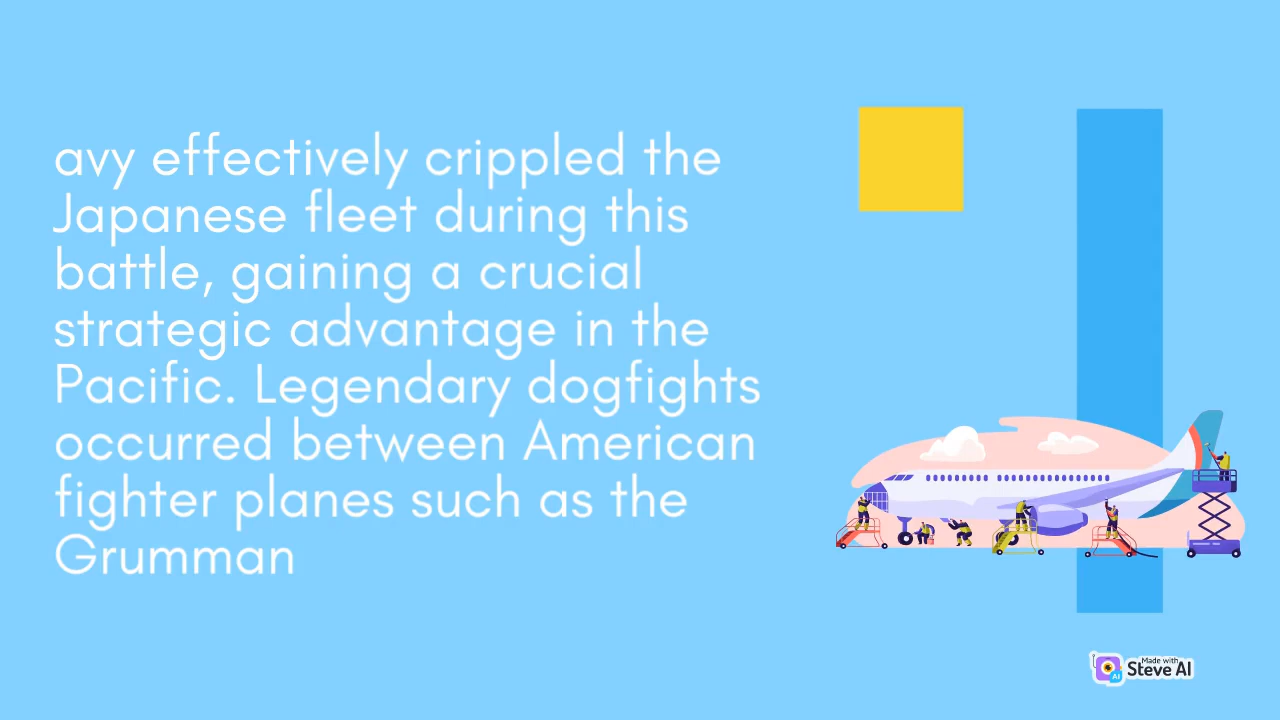 avy effectively crippled the
Japanese fleet during this
battle, gaining a crucial
strategic advantage in the
Pacific. Legendary dogfights
occurred between American
fighter planes such as the
Grumman
Made with
Steve AI
AI